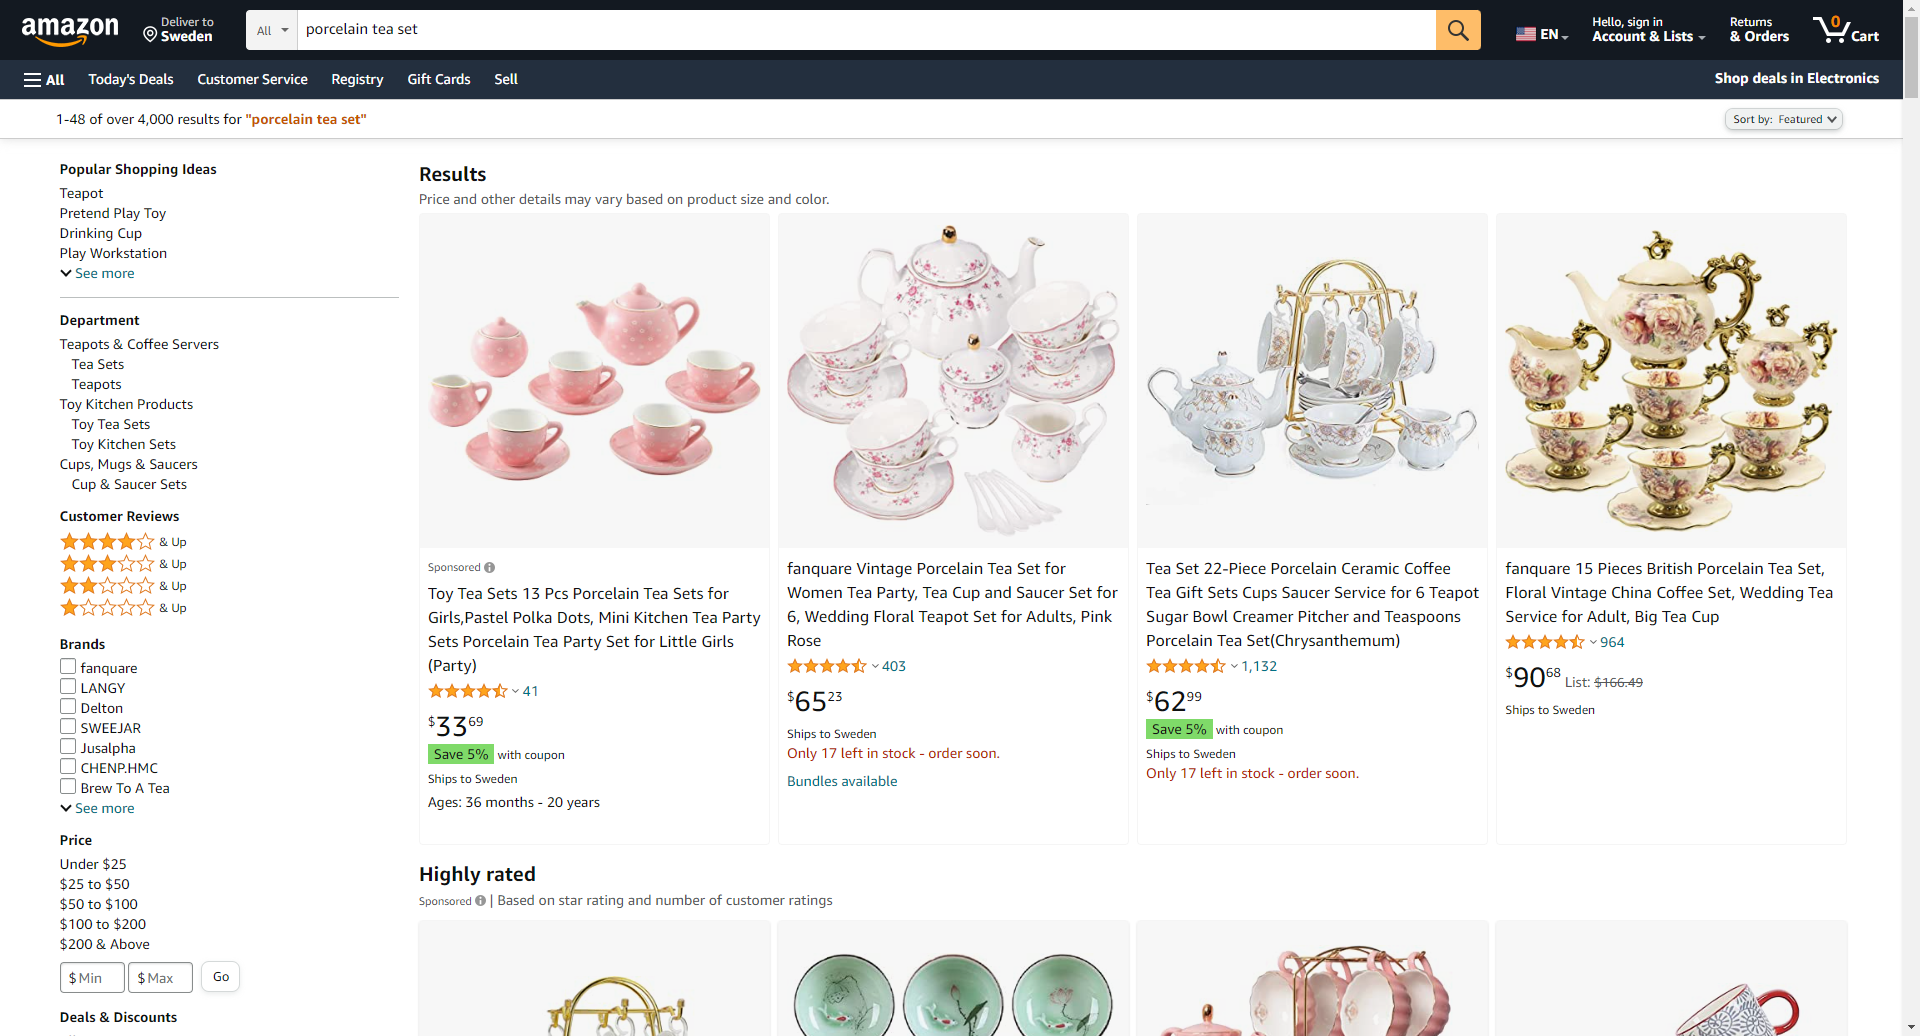 amazon
Deliver to
Sweden
All
porcelain tea set
EN
Hello, sign in
Account & Lists
Returns
& Orders
0
Cart
All
Today's Deals
Customer Service
Registry
Gift Cards
Sell
Shop deals in Electronics
1-48 of over 4,000 results for "porcelain tea set"
Sort by: Featured
Popular Shopping Ideas
Teapot
Pretend Play Toy
Drinking Cup
Play Workstation
See more
Department
Teapots & Coffee Servers
Tea Sets
Teapots
Toy Kitchen Products
Toy Tea Sets
Toy Kitchen Sets
Cups, Mugs & Saucers
Cup & Saucer Sets
Customer Reviews
& Up
& Up
& Up
& Up
Brands
fanquare
LANGY
Delton
SWEEJAR
Jusalpha
CHENP.HMC
Brew To A Tea
See more
Price
Under $25
$25 to $50
$50 to $100
$100 to $200
$200 & Above
$ Min
$ Max
Go
Deals & Discounts
Results
Price and other details may vary based on product size and color.
Sponsored
Toy Tea Sets 13 Pcs Porcelain Tea Sets for
Girls,Pastel Polka Dots, Mini Kitchen Tea Party
Sets Porcelain Tea Party Set for Little Girls
(Party)
41
$33 69
Save 5% with coupon
Ships to Sweden
Ages: 36 months - 20 years
fanquare Vintage Porcelain Tea Set for
Women Tea Party, Tea Cup and Saucer Set for
6, Wedding Floral Teapot Set for Adults, Pink
Rose
403
$65 23
Ships to Sweden
Only 17 left in stock - order soon.
Bundles available
Tea Set 22-Piece Porcelain Ceramic Coffee
Tea Gift Sets Cups Saucer Service for 6 Teapot
Sugar Bowl Creamer Pitcher and Teaspoons
Porcelain Tea Set(Chrysanthemum)
1,132
$62 99
Save 5% with coupon
Ships to Sweden
Only 17 left in stock - order soon.
fanquare 15 Pieces British Porcelain Tea Set,
Floral Vintage China Coffee Set, Wedding Tea
Service for Adult, Big Tea Cup
964
$90 68 List: $166.49
Ships to Sweden
Highly rated
Sponsored | Based on star rating and number of customer ratings